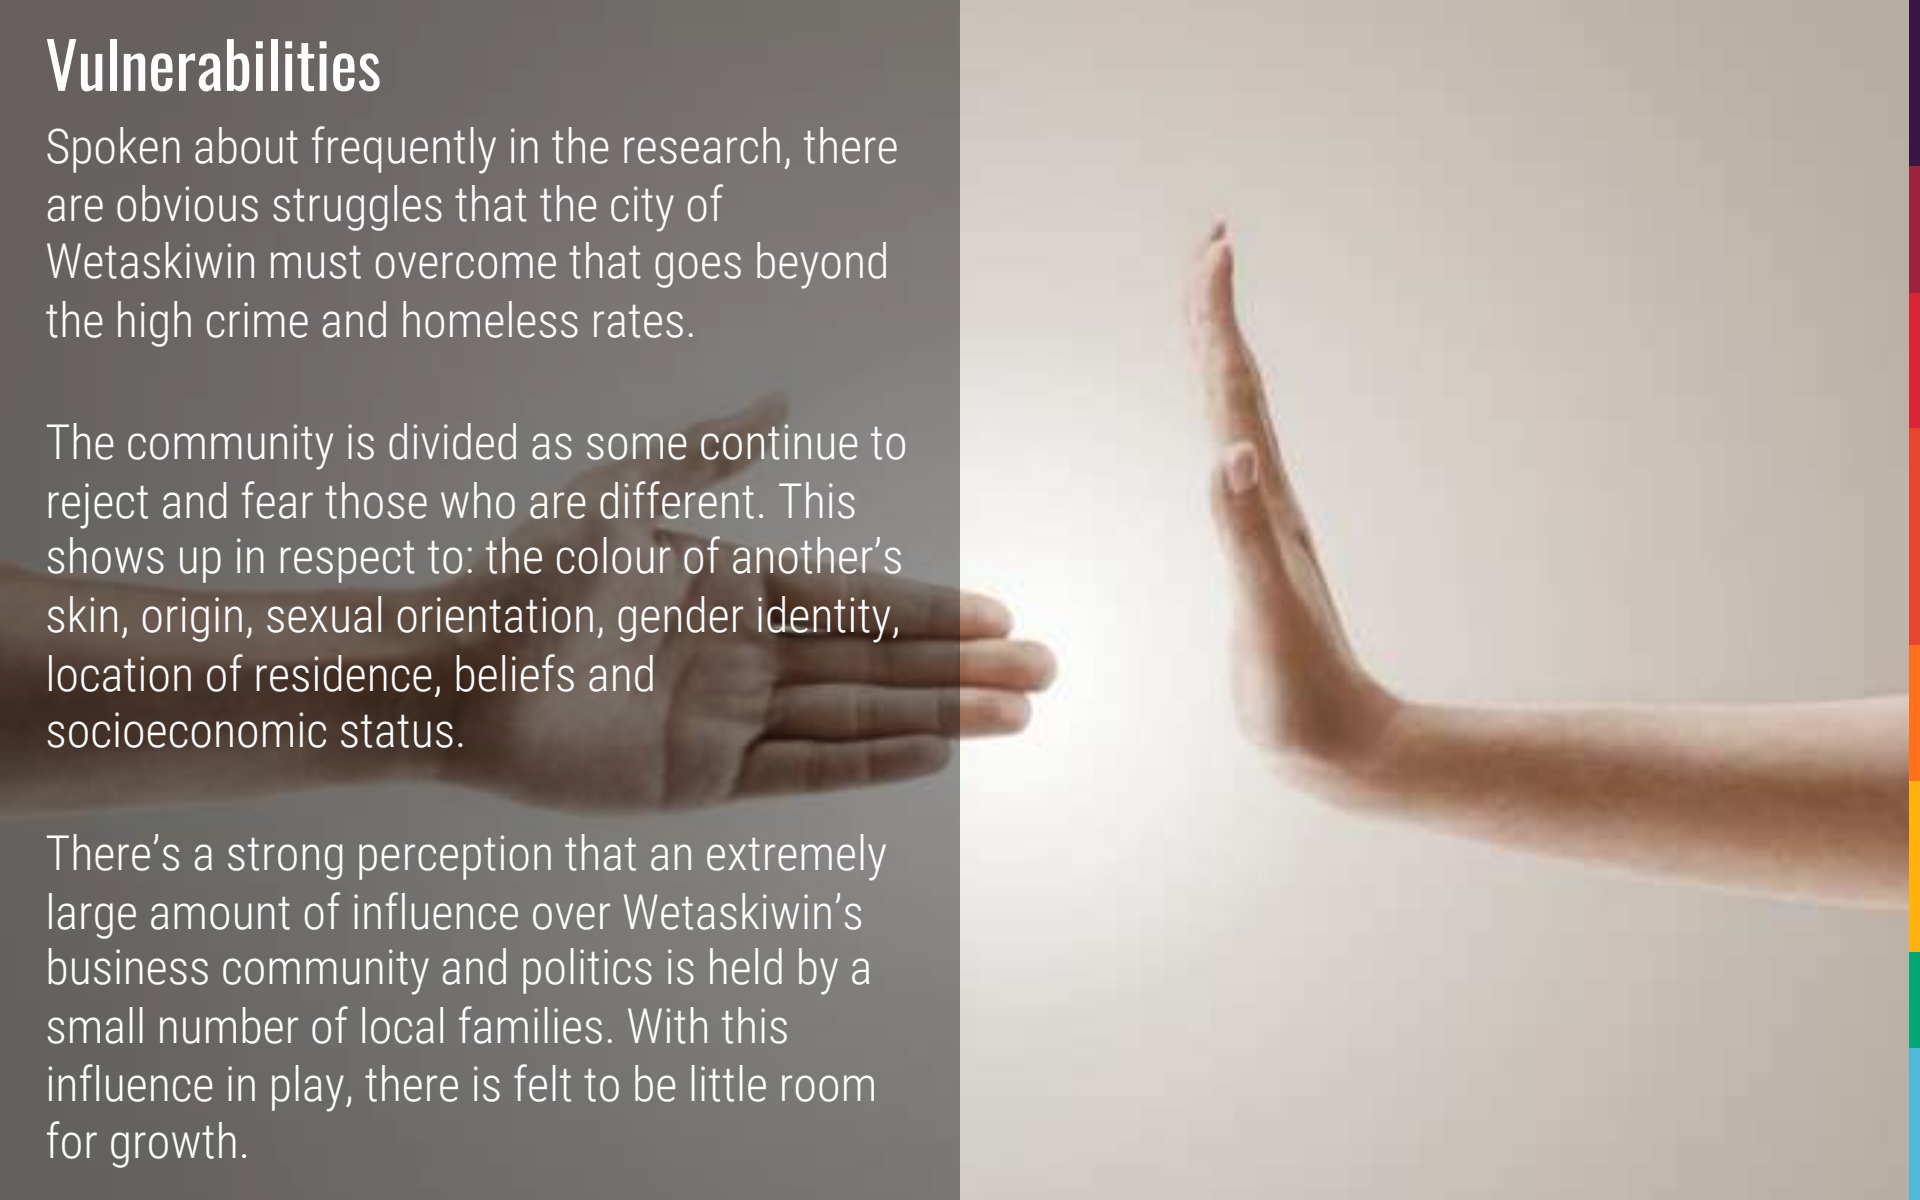 Vulnerabilities
Spoken about frequently in the research, there
are obvious struggles that the city of
Wetaskiwin must overcome that goes beyond
the high crime and homeless rates.
The community is divided as some continue to
reject and fear those who are different. This
shows up in respect to: the colour of another’s
skin, origin, sexual orientation, gender identity,
location of residence, beliefs and
socioeconomic status.
There’s a strong perception that an extremely
large amount of influence over Wetaskiwin’s
business community and politics is held by a
small number of local families. With this
influence in play, there is felt to be little room
for growth.